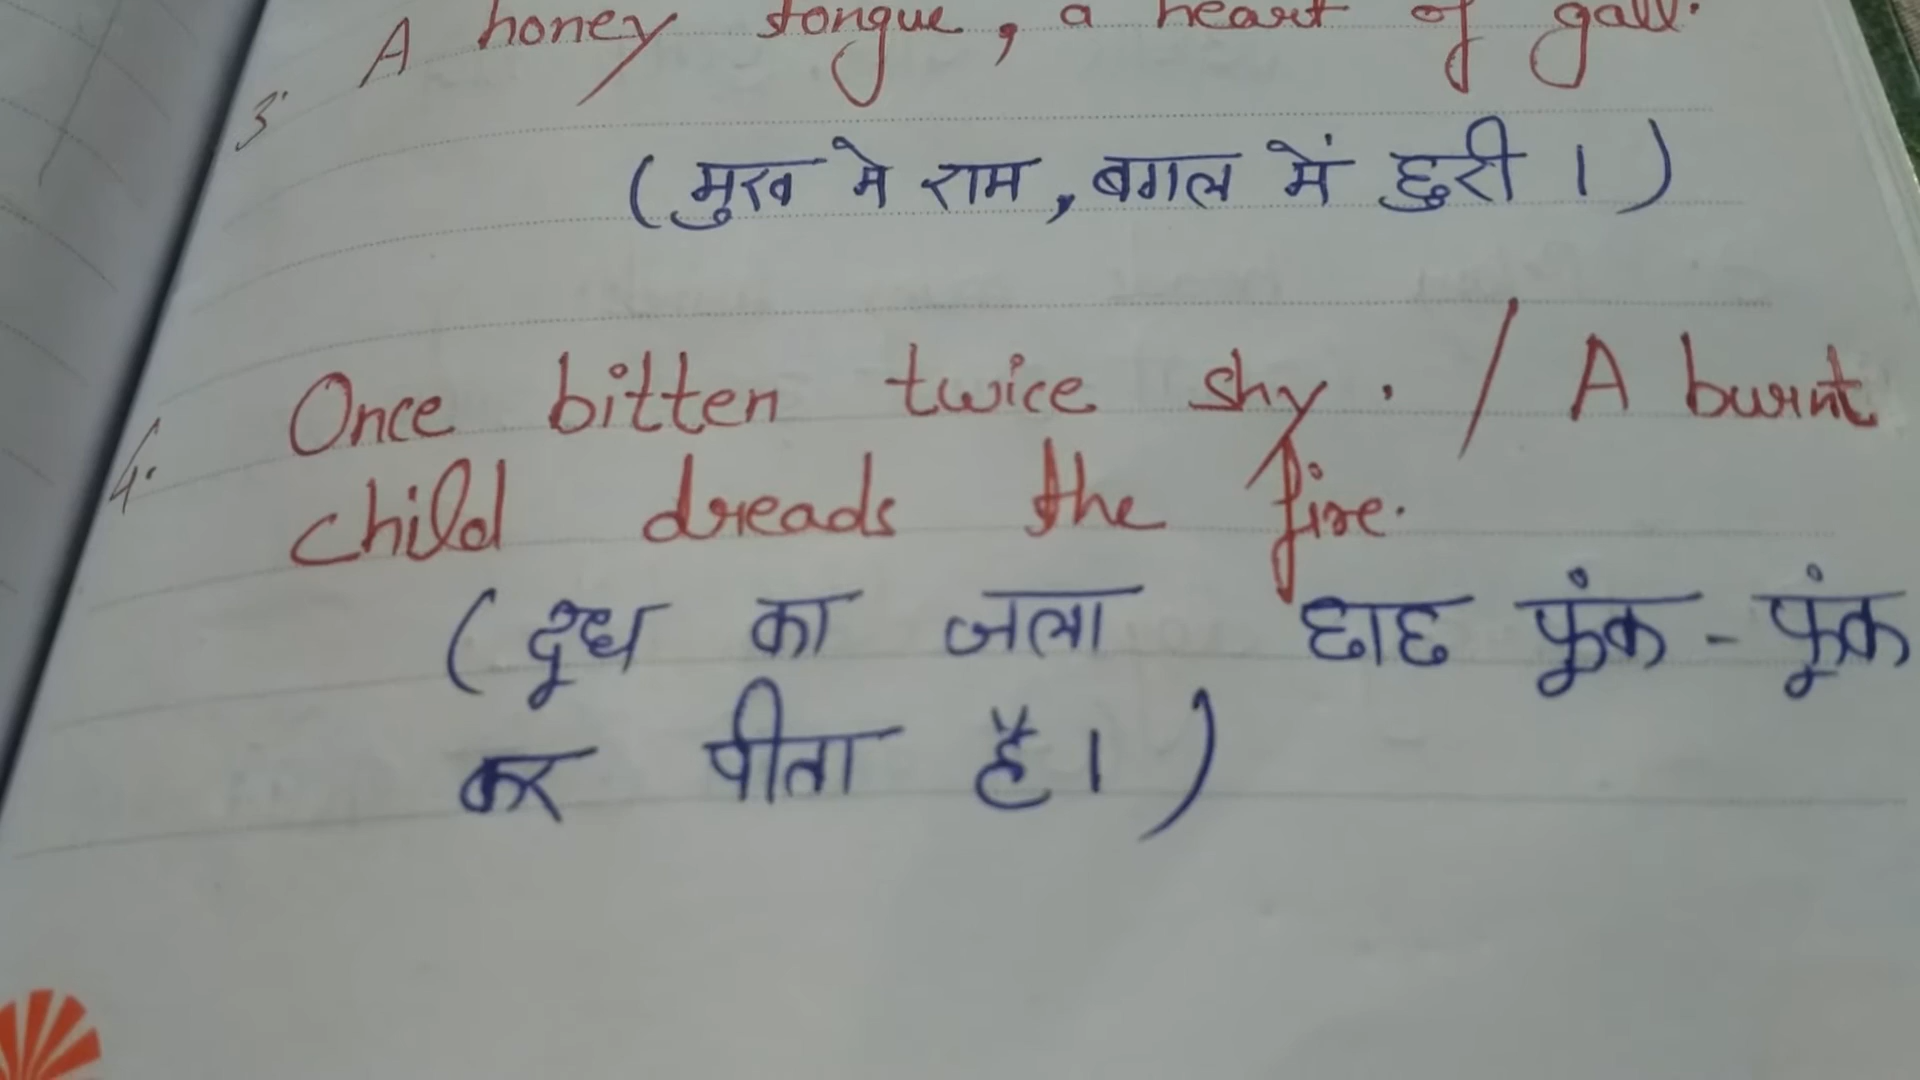 3. A honey tongue, a heart of gall.
(मुख मे राम, बगल में छुरी ।)
4. Once bitten twice shy. / A burnt
child dreads the fire.
(दूध का जला छाछ फुंक - फुंक
कर पीता है। )